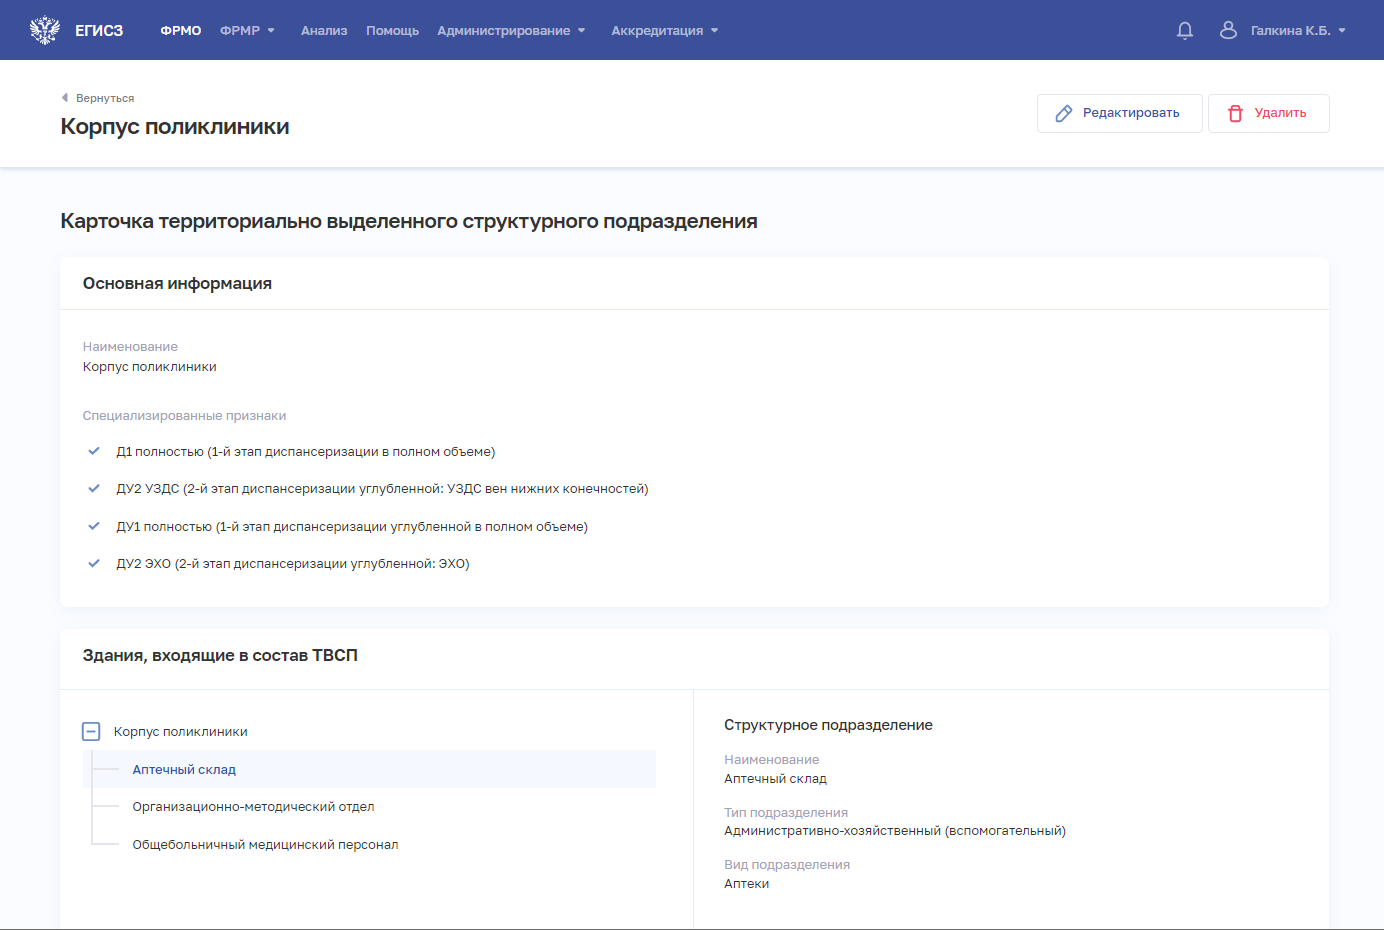 ЕГИСЗ ФРМО ФРМР Анализ Помощь Администрирование Аккредитация Галкина К.Б.
Вернуться
Корпус поликлиники
Редактировать Удалить
Карточка территориально выделенного структурного подразделения
Основная информация
Наименование
Корпус поликлиники
Специализированные признаки
Д1 полностью (1-й этап диспансеризации в полном объеме)
ДУ2 УЗДС (2-й этап диспансеризации углубленной: УЗДС вен нижних конечностей)
ДУ1 полностью (1-й этап диспансеризации углубленной в полном объеме)
ДУ2 ЭХО (2-й этап диспансеризации углубленной: ЭХО)
Здания, входящие в состав ТВСП
Корпус поликлиники
Аптечный склад
Организационно-методический отдел
Общебольничный медицинский персонал
Структурное подразделение
Наименование
Аптечный склад
Тип подразделения
Административно-хозяйственный (вспомогательный)
Вид подразделения
Аптеки